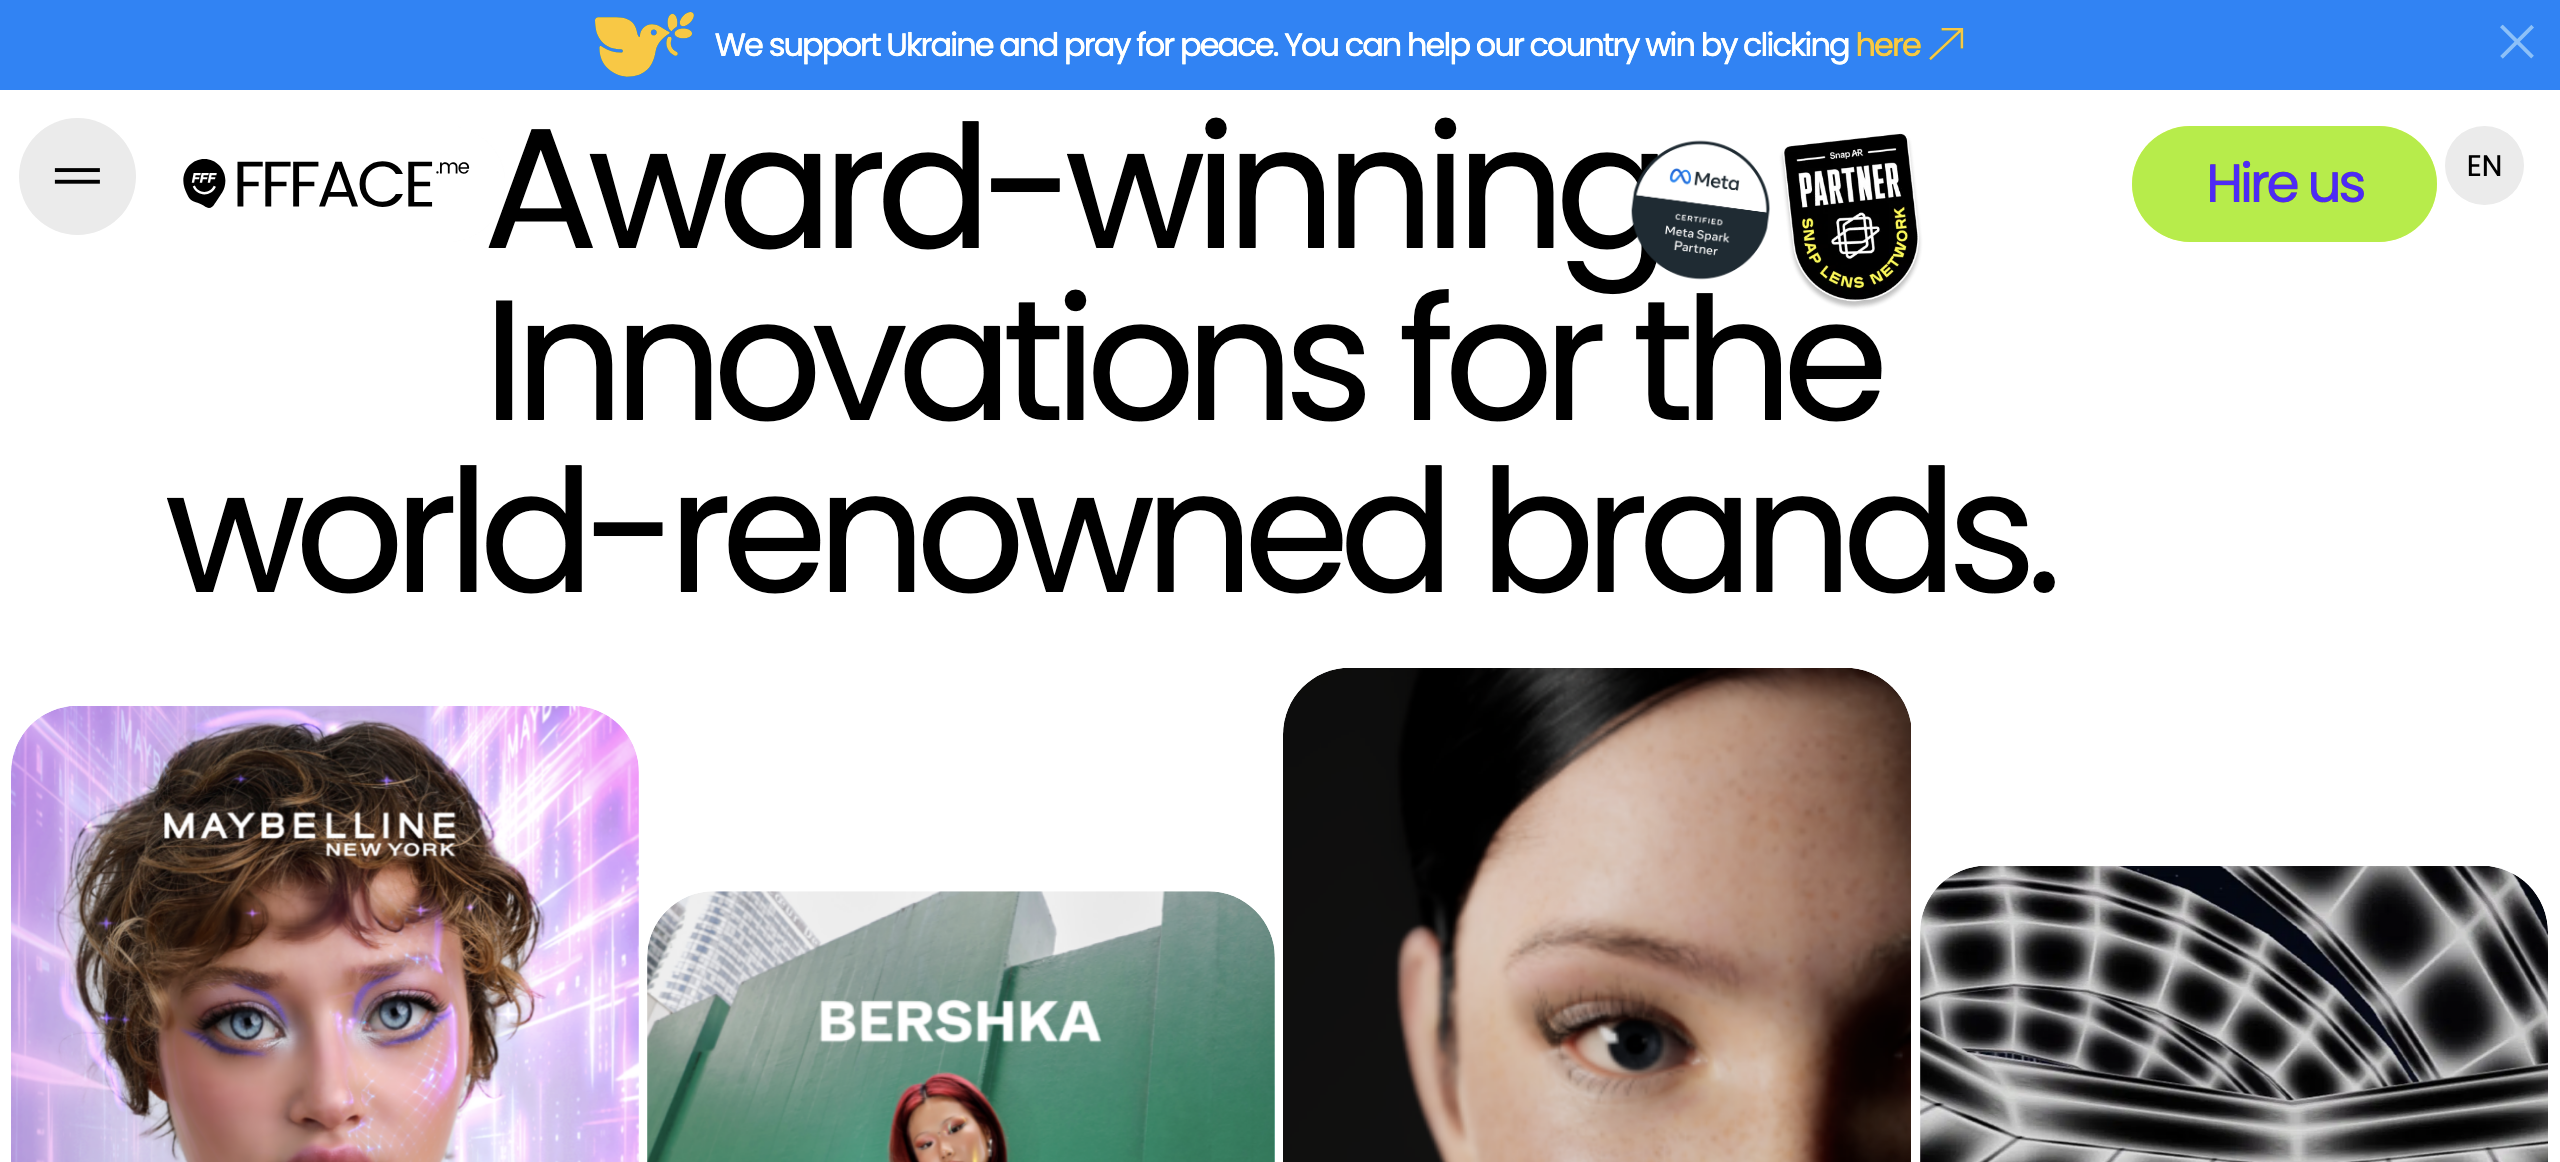 We support Ukraine and pray for peace. You can help our country win by clicking here
FFF
FFFACE.me
Award-winning
Meta
CERTIFIED
Meta Spark
Partner
Snap AR
PARTNER
SNAP LENS NETWORK
Hire us
EN
Innovations for the
world-renowned brands.
MAYBELLINE
NEW YORK
BERSHKA